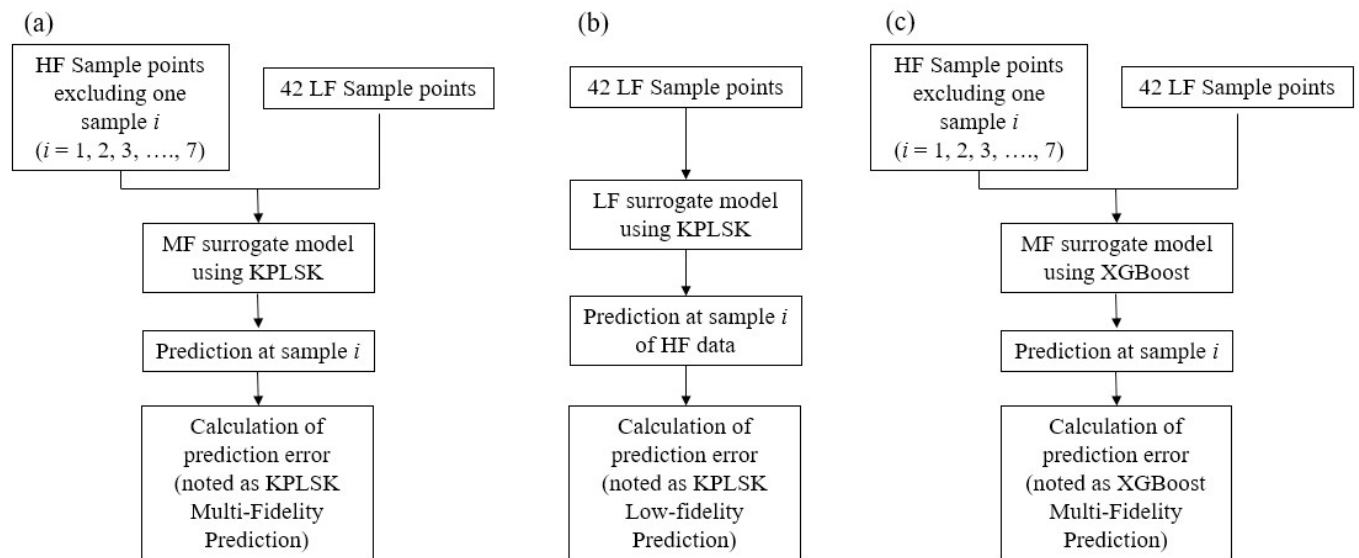 (a)
HF Sample points
excluding one
sample i
(i = 1, 2, 3, …., 7)
42 LF Sample points
MF surrogate model
using KPLSK
Prediction at sample i
Calculation of
prediction error
(noted as KPLSK
Multi-Fidelity
Prediction)
(b)
42 LF Sample points
LF surrogate model
using KPLSK
Prediction at sample i
of HF data
Calculation of
prediction error
(noted as KPLSK
Low-fidelity
Prediction)
(c)
HF Sample points
excluding one
sample i
(i = 1, 2, 3, …., 7)
42 LF Sample points
MF surrogate model
using XGBoost
Prediction at sample i
Calculation of
prediction error
(noted as XGBoost
Multi-Fidelity
Prediction)